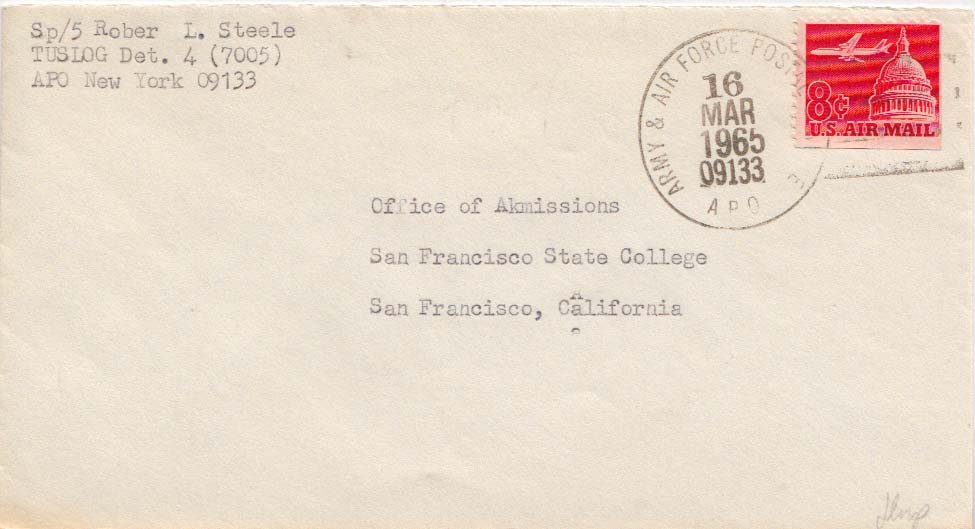 Sp/5 Rober L. Steele
TUSLOG Det. 4 (7005)
APO New York 09133
ARMY & AIR FORCE POSTAL
16
MAR
1965
09133
APO
8¢
U.S. AIR MAIL
Office of Akmissions
San Francisco State College
San Francisco, California